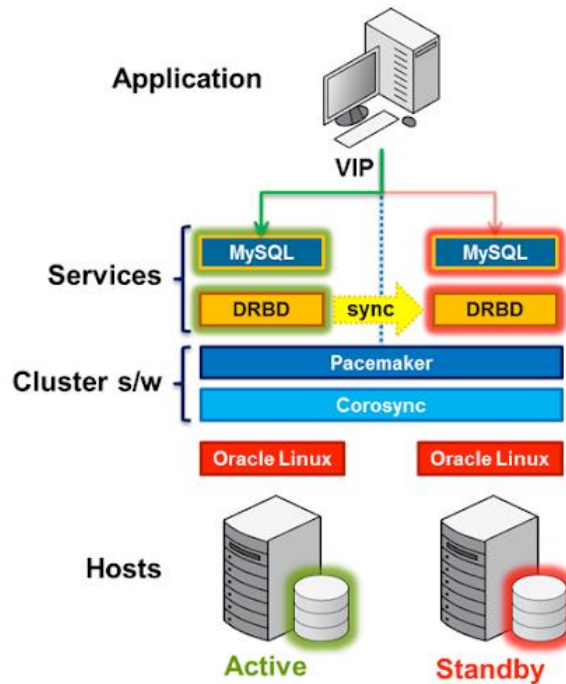 Application
VIP
Services
MySQL
MySQL
DRBD
sync
DRBD
Cluster s/w
Pacemaker
Corosync
Oracle Linux
Oracle Linux
Hosts
Active
Standby